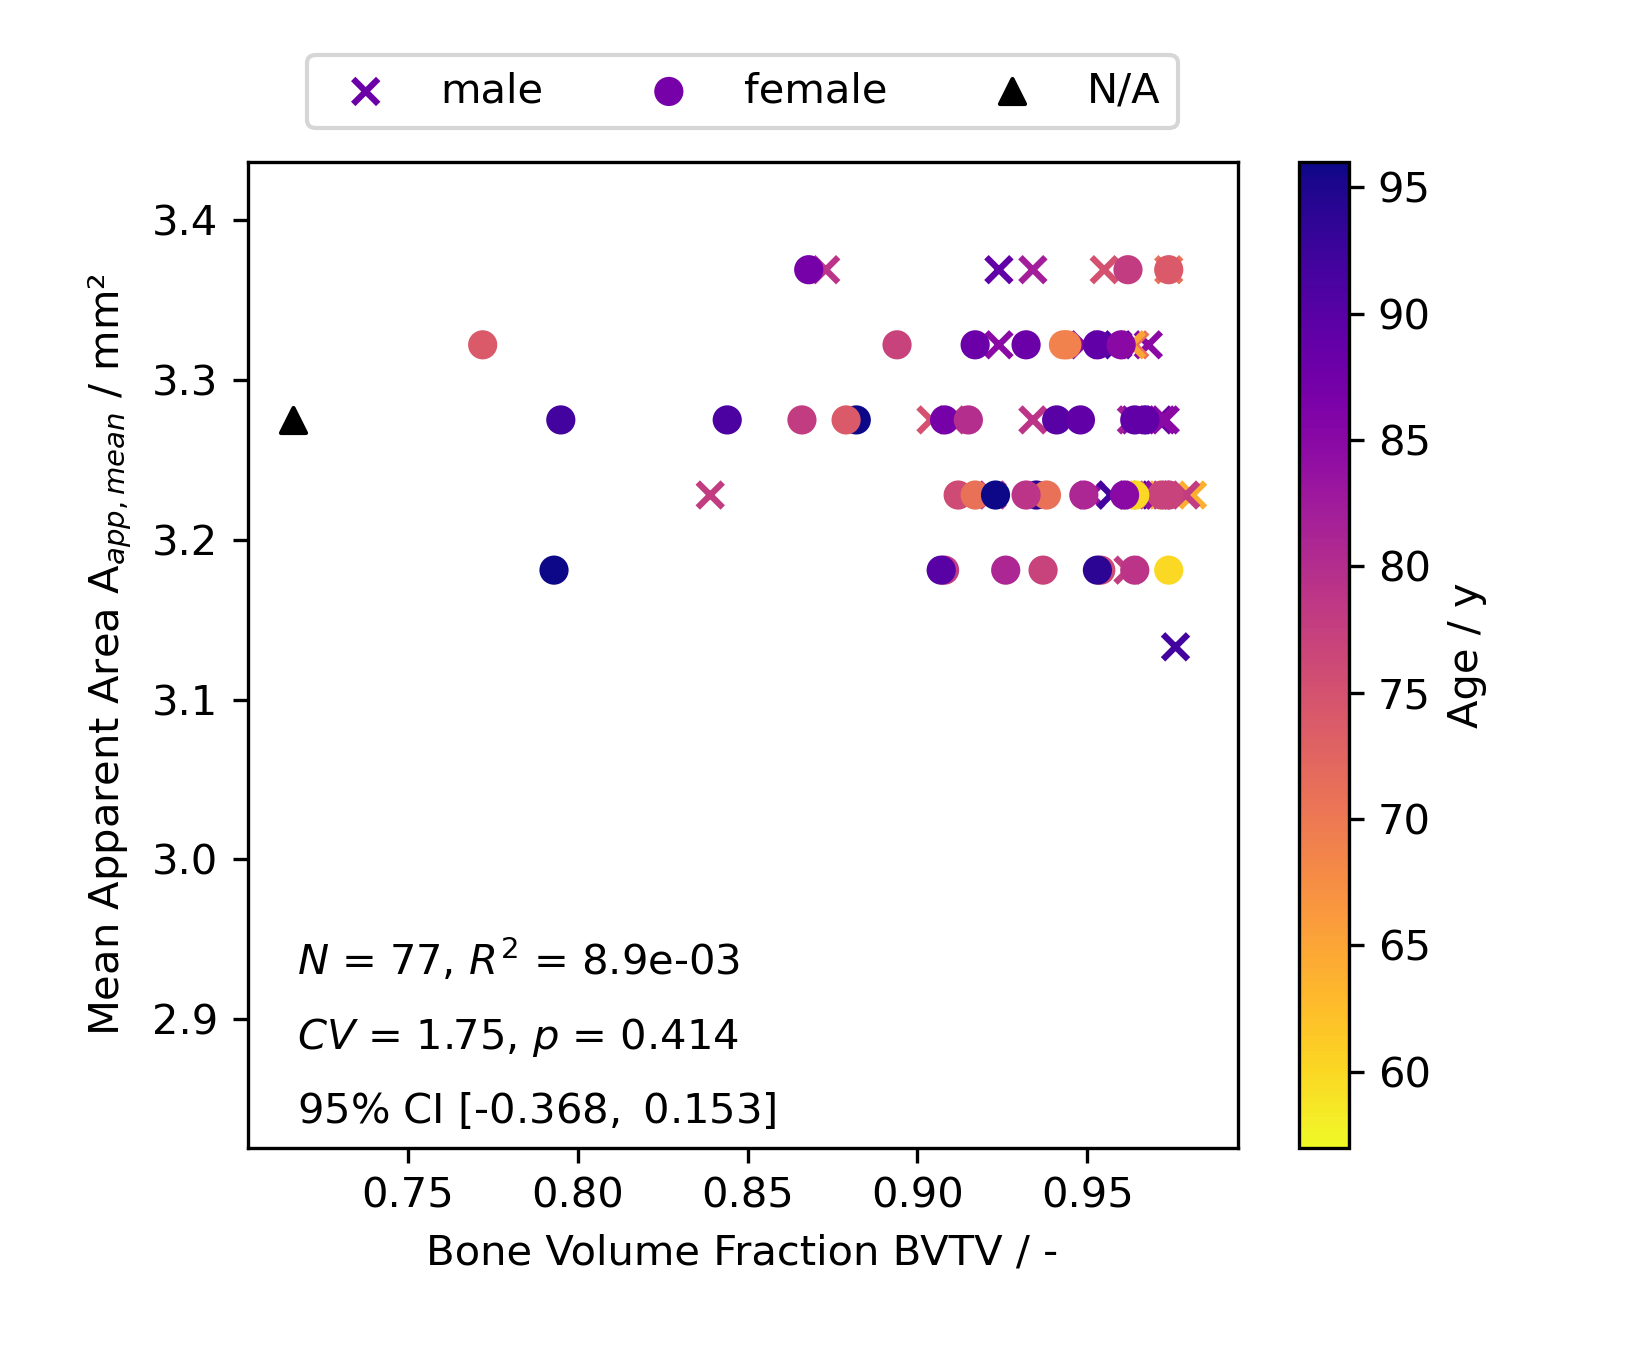 male female N/A
3.4
3.3
3.2
3.1
3.0
2.9
Mean Apparent Area A_app,mean / mm²
N = 77, R² = 8.9e-03
CV = 1.75, p = 0.414
95% CI [-0.368, 0.153]
0.75 0.80 0.85 0.90 0.95
Bone Volume Fraction BVTV / -
95
90
85
80
75
70
65
60
Age / y